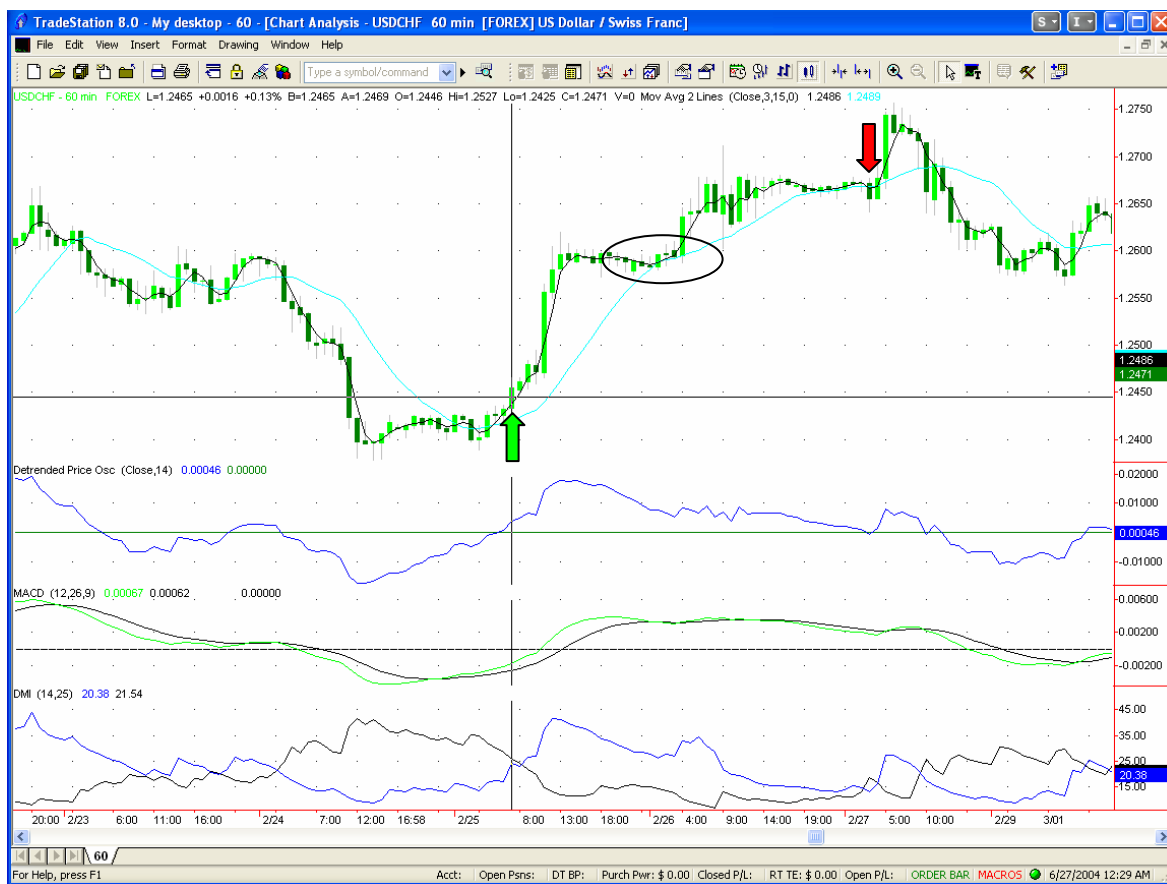 TradeStation 8.0 - My desktop - 60 - [Chart Analysis - USDCHF 60 min [FOREX] US Dollar / Swiss Franc]
S
I
File Edit View Insert Format Drawing Window Help
Type a symbol/command
USDCHF - 60 min FOREX L=1.2465 +0.0016 +0.13% B=1.2465 A=1.2469 O=1.2446 Hi=1.2527 Lo=1.2425 C=1.2471 V=0 Mov Avg 2 Lines (Close,3,15,0) 1.2486 1.2489
1.2750
1.2700
1.2650
1.2600
1.2550
1.2500
1.2486
1.2471
1.2450
1.2400
Detrended Price Osc (Close,14) 0.00046 0.00000
0.02000
0.01000
0.00046
-0.01000
MACD (12,26,9) 0.00067 0.00062 0.00000
0.00600
0.00200
-0.00200
DMI (14,25) 20.38 21.54
45.00
35.00
25.00
20.38
15.00
20:00 2/23 6:00 11:00 16:00 2/24 7:00 12:00 16:58 2/25 8:00 13:00 18:00 2/26 4:00 9:00 14:00 19:00 2/27 5:00 10:00 2/29 3/01
60
For Help, press F1 Acct: Open Psns: DT BP: Purch Pwr: $ 0.00 Closed P/L: RT TE: $ 0.00 Open P/L: ORDER BAR MACROS 6/27/2004 12:29 AM